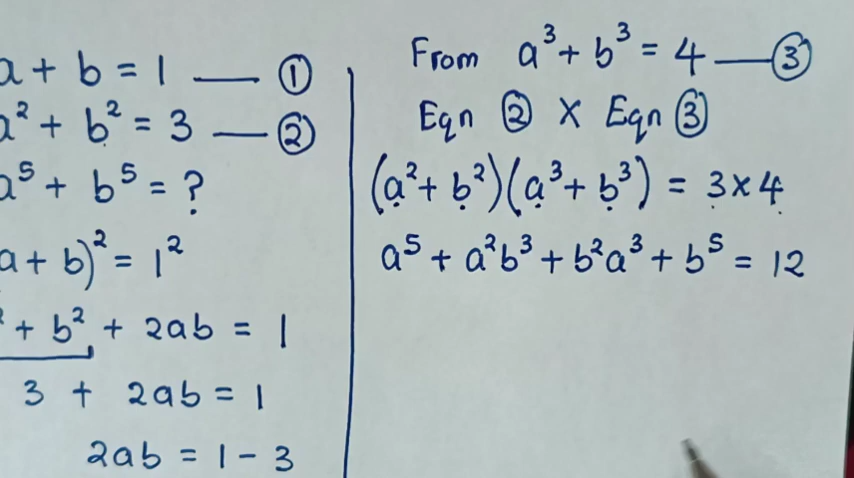 a + b = 1 —— ①
a² + b² = 3 —— ②
a⁵ + b⁵ = ?
a + b)² = 1²
² + b² + 2ab = 1
3 + 2ab = 1
2ab = 1 - 3
From a³ + b³ = 4 —— ③
Eqn ② × Eqn ③
(a² + b²)(a³ + b³) = 3 × 4
a⁵ + a²b³ + b²a³ + b⁵ = 12